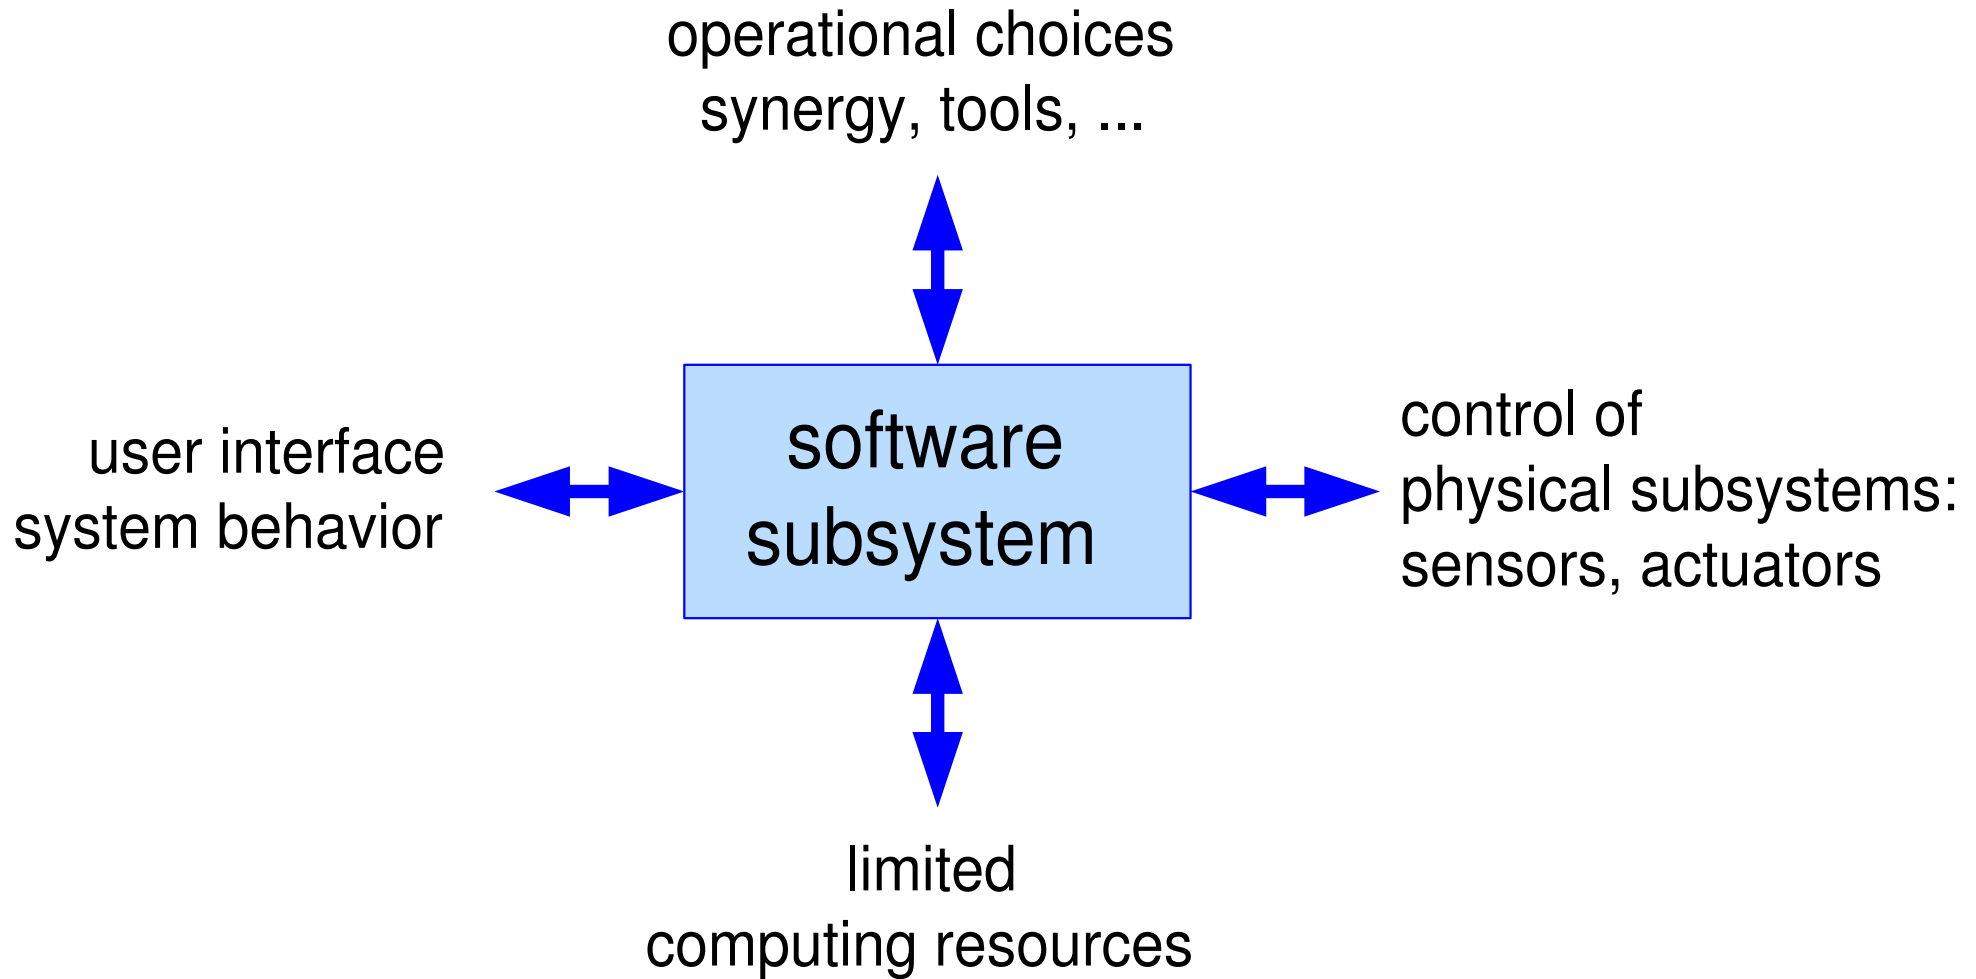 operational choices
synergy, tools, ...
user interface
system behavior
software
subsystem
control of
physical subsystems:
sensors, actuators
limited
computing resources